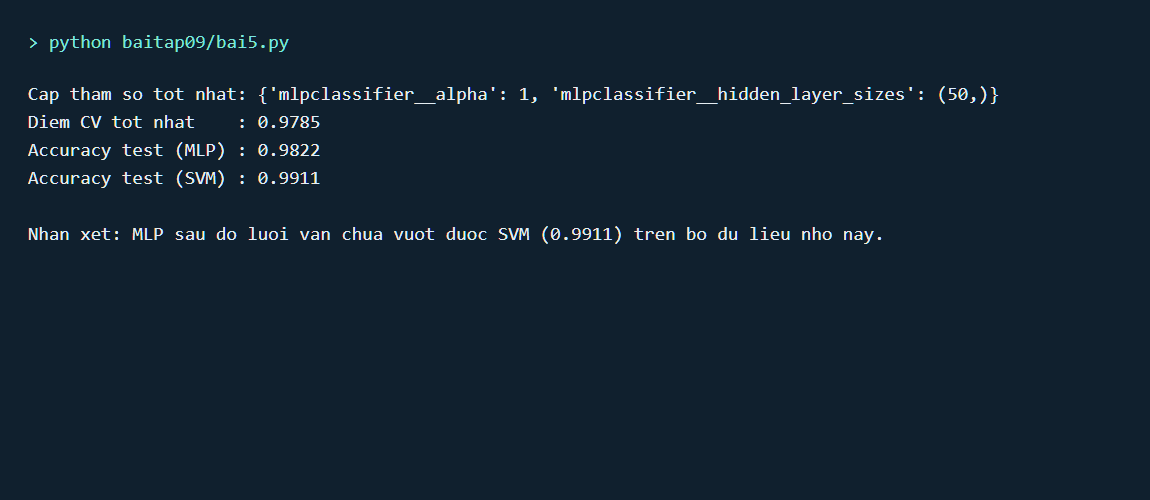 > python baitap09/bai5.py
Cap tham so tot nhat: {'mlpclassifier__alpha': 1, 'mlpclassifier__hidden_layer_sizes': (50,)}
Diem CV tot nhat    : 0.9785
Accuracy test (MLP) : 0.9822
Accuracy test (SVM) : 0.9911
Nhan xet: MLP sau do luoi van chua vuot duoc SVM (0.9911) tren bo du lieu nho nay.